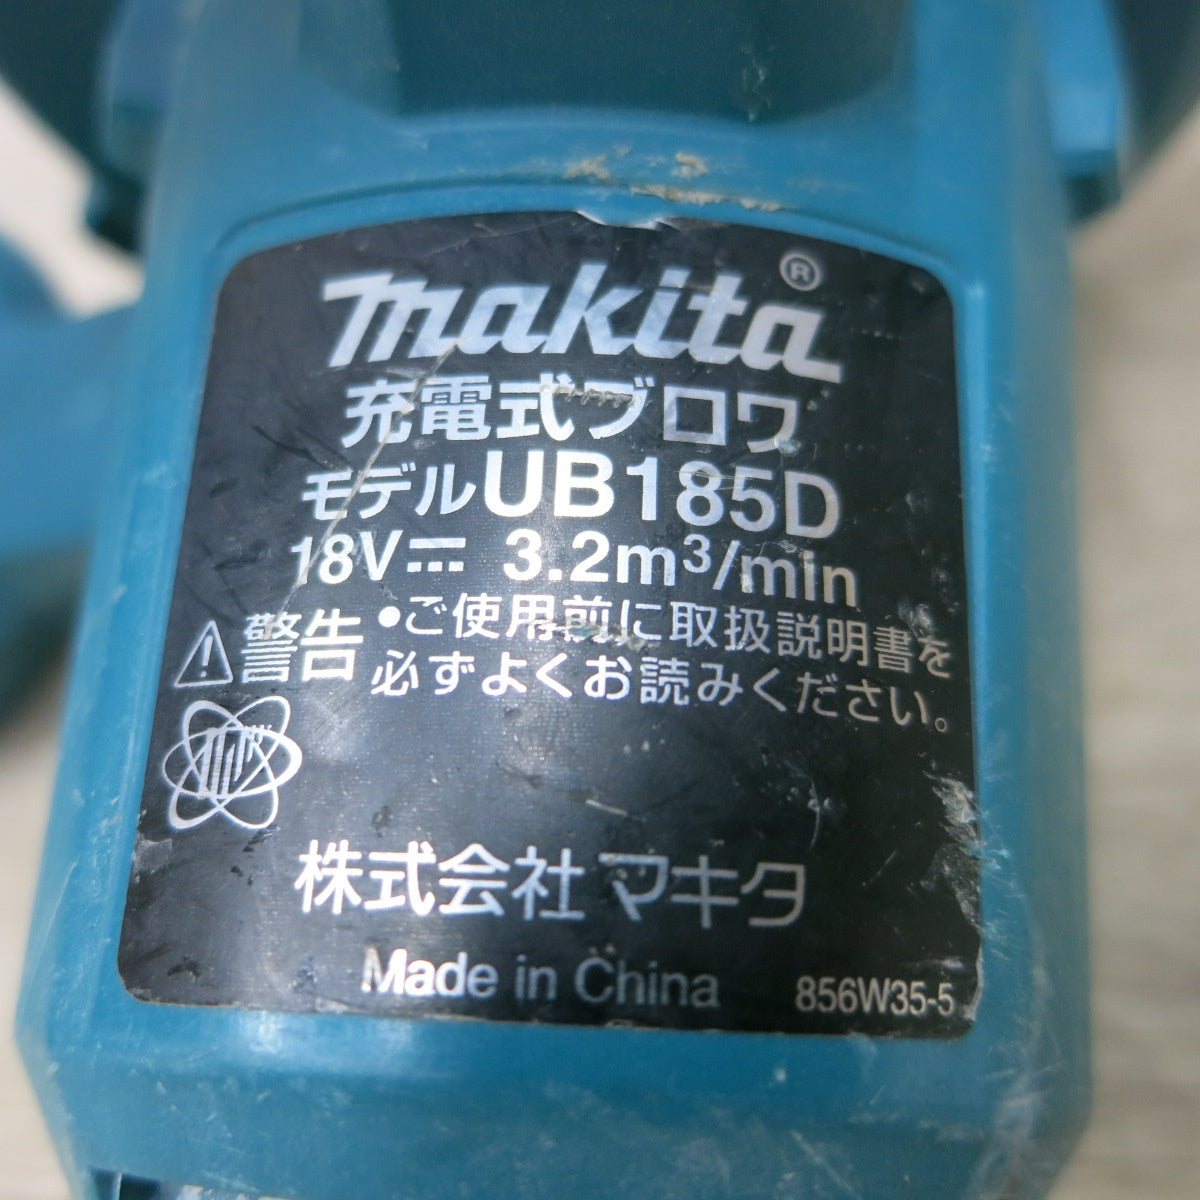 makita®
充電式ブロワ
モデルUB185D
18V⎓ 3.2m³/min
⚠警告 •ご使用前に取扱説明書を
必ずよくお読みください。
株式会社マキタ
Made in China 856W35-5